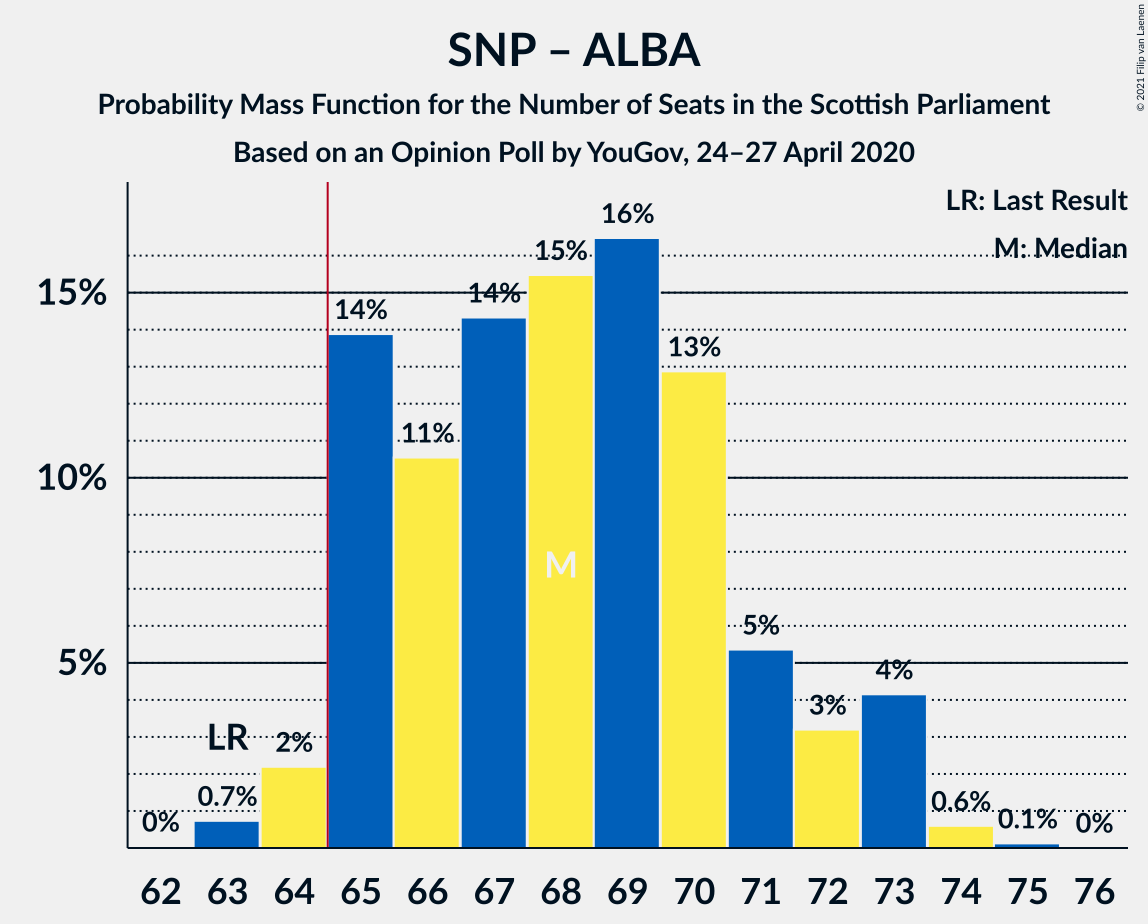 SNP – ALBA
Probability Mass Function for the Number of Seats in the Scottish Parliament
Based on an Opinion Poll by YouGov, 24–27 April 2020
© 2021 Filip van Laenen
LR: Last Result
M: Median
15%
10%
5%
0%
0.7%
LR
2%
14%
11%
14%
15%
M
16%
13%
5%
3%
4%
0.6%
0.1%
0%
62 63 64 65 66 67 68 69 70 71 72 73 74 75 76